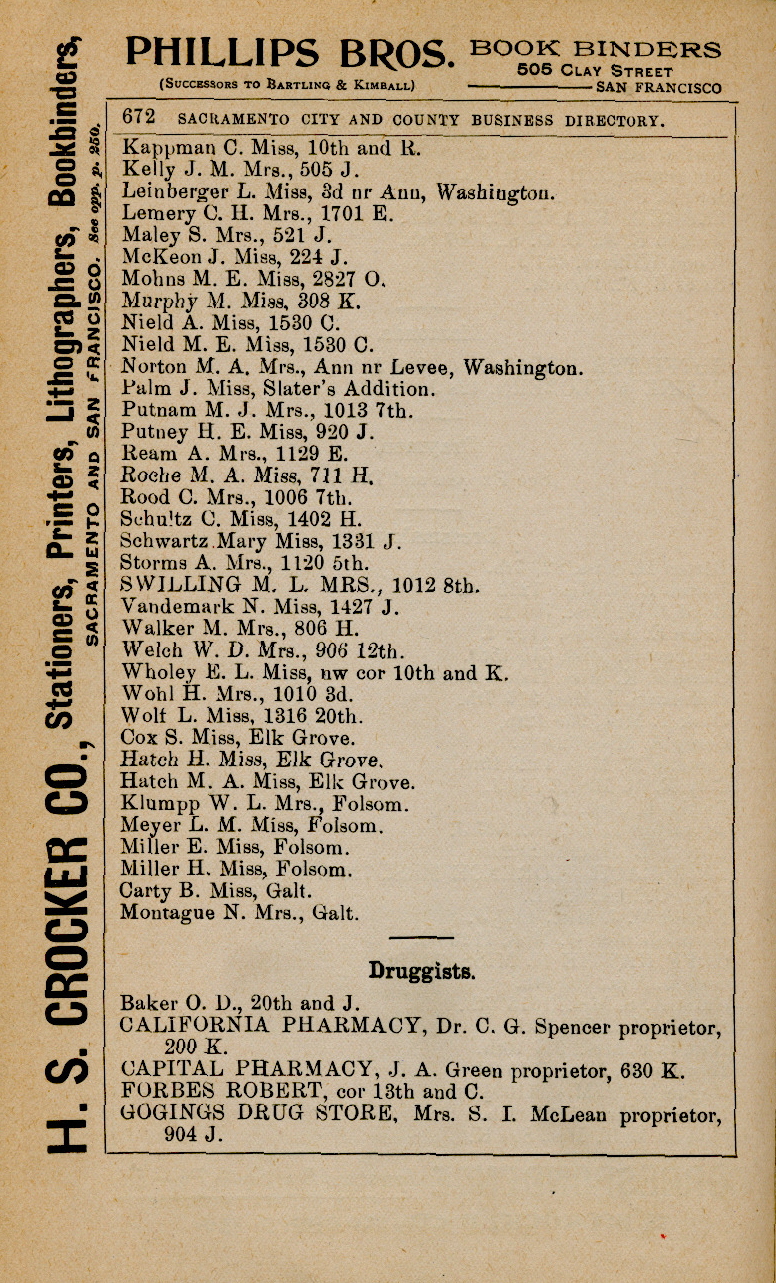 PHILLIPS BROS. BOOK BINDERS
505 CLAY STREET
(SUCCESSORS TO BARTLING & KIMBALL) SAN FRANCISCO
672 SACRAMENTO CITY AND COUNTY BUSINESS DIRECTORY.
Kappman C. Miss, 10th and R.
Kelly J. M. Mrs., 505 J.
Leinberger L. Miss, 3d nr Ann, Washington.
Lemery C. H. Mrs., 1701 E.
Maley S. Mrs., 521 J.
McKeon J. Miss, 224 J.
Mohns M. E. Miss, 2827 O.
Murphy M. Miss, 308 K.
Nield A. Miss, 1530 C.
Nield M. E. Miss, 1530 C.
Norton M. A. Mrs., Ann nr Levee, Washington.
Palm J. Miss, Slater's Addition.
Putnam M. J. Mrs., 1013 7th.
Putney H. E. Miss, 920 J.
Ream A. Mrs., 1129 E.
Roche M. A. Miss, 711 H.
Rood C. Mrs., 1006 7th.
Schultz C. Miss, 1402 H.
Schwartz Mary Miss, 1331 J.
Storms A. Mrs., 1120 5th.
SWILLING M. L. MRS., 1012 8th.
Vandemark N. Miss, 1427 J.
Walker M. Mrs., 806 H.
Welch W. D. Mrs., 906 12th.
Wholey E. L. Miss, nw cor 10th and K.
Wohl H. Mrs., 1010 3d.
Wolf L. Miss, 1316 20th.
Cox S. Miss, Elk Grove.
Hatch H. Miss, Elk Grove.
Hatch M. A. Miss, Elk Grove.
Klumpp W. L. Mrs., Folsom.
Meyer L. M. Miss, Folsom.
Miller E. Miss, Folsom.
Miller H. Miss, Folsom.
Carty B. Miss, Galt.
Montague N. Mrs., Galt.
Druggists.
Baker O. D., 20th and J.
CALIFORNIA PHARMACY, Dr. C. G. Spencer proprietor,
200 K.
CAPITAL PHARMACY, J. A. Green proprietor, 630 K.
FORBES ROBERT, cor 13th and C.
GOGINGS DRUG STORE, Mrs. S. I. McLean proprietor,
904 J.
H. S. CROCKER CO., Stationers, Printers, Lithographers, Bookbinders,
SACRAMENTO AND SAN FRANCISCO. See opp. p. 250.